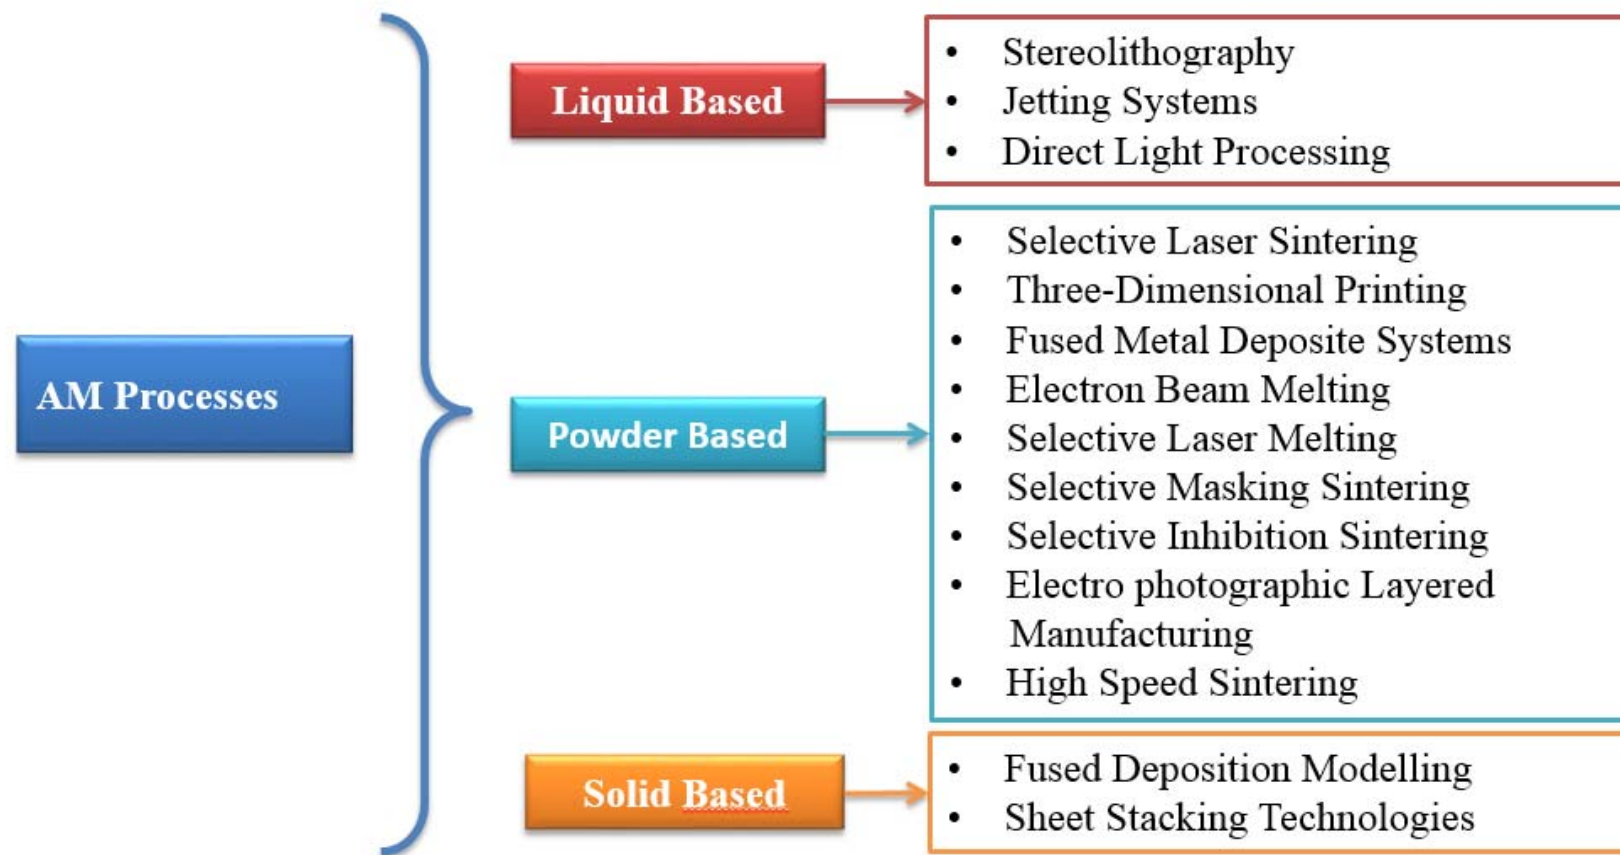 AM Processes
Liquid Based
• Stereolithography
• Jetting Systems
• Direct Light Processing
Powder Based
• Selective Laser Sintering
• Three-Dimensional Printing
• Fused Metal Deposite Systems
• Electron Beam Melting
• Selective Laser Melting
• Selective Masking Sintering
• Selective Inhibition Sintering
• Electro photographic Layered
Manufacturing
• High Speed Sintering
Solid Based
• Fused Deposition Modelling
• Sheet Stacking Technologies